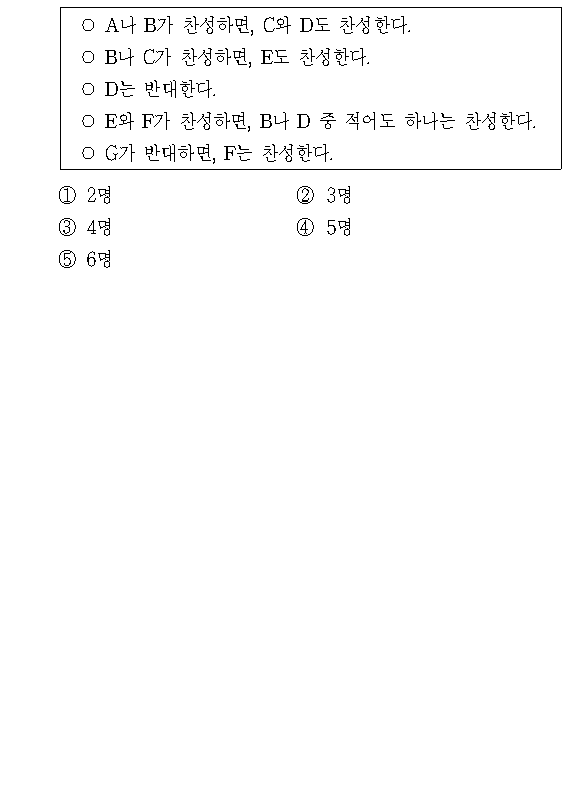 ○ A나 B가 찬성하면, C와 D도 찬성한다.
○ B나 C가 찬성하면, E도 찬성한다.
○ D는 반대한다.
○ E와 F가 찬성하면, B나 D 중 적어도 하나는 찬성한다.
○ G가 반대하면, F는 찬성한다.
① 2명 ② 3명
③ 4명 ④ 5명
⑤ 6명